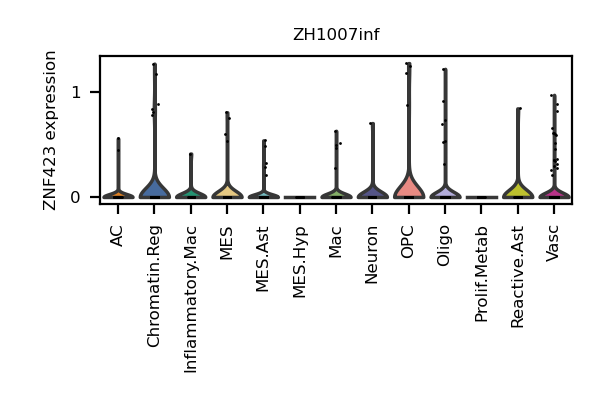 ZH1007inf
ZNF423 expression
1
0
AC
Chromatin.Reg
Inflammatory.Mac
MES
MES.Ast
MES.Hyp
Mac
Neuron
OPC
Oligo
Prolif.Metab
Reactive.Ast
Vasc